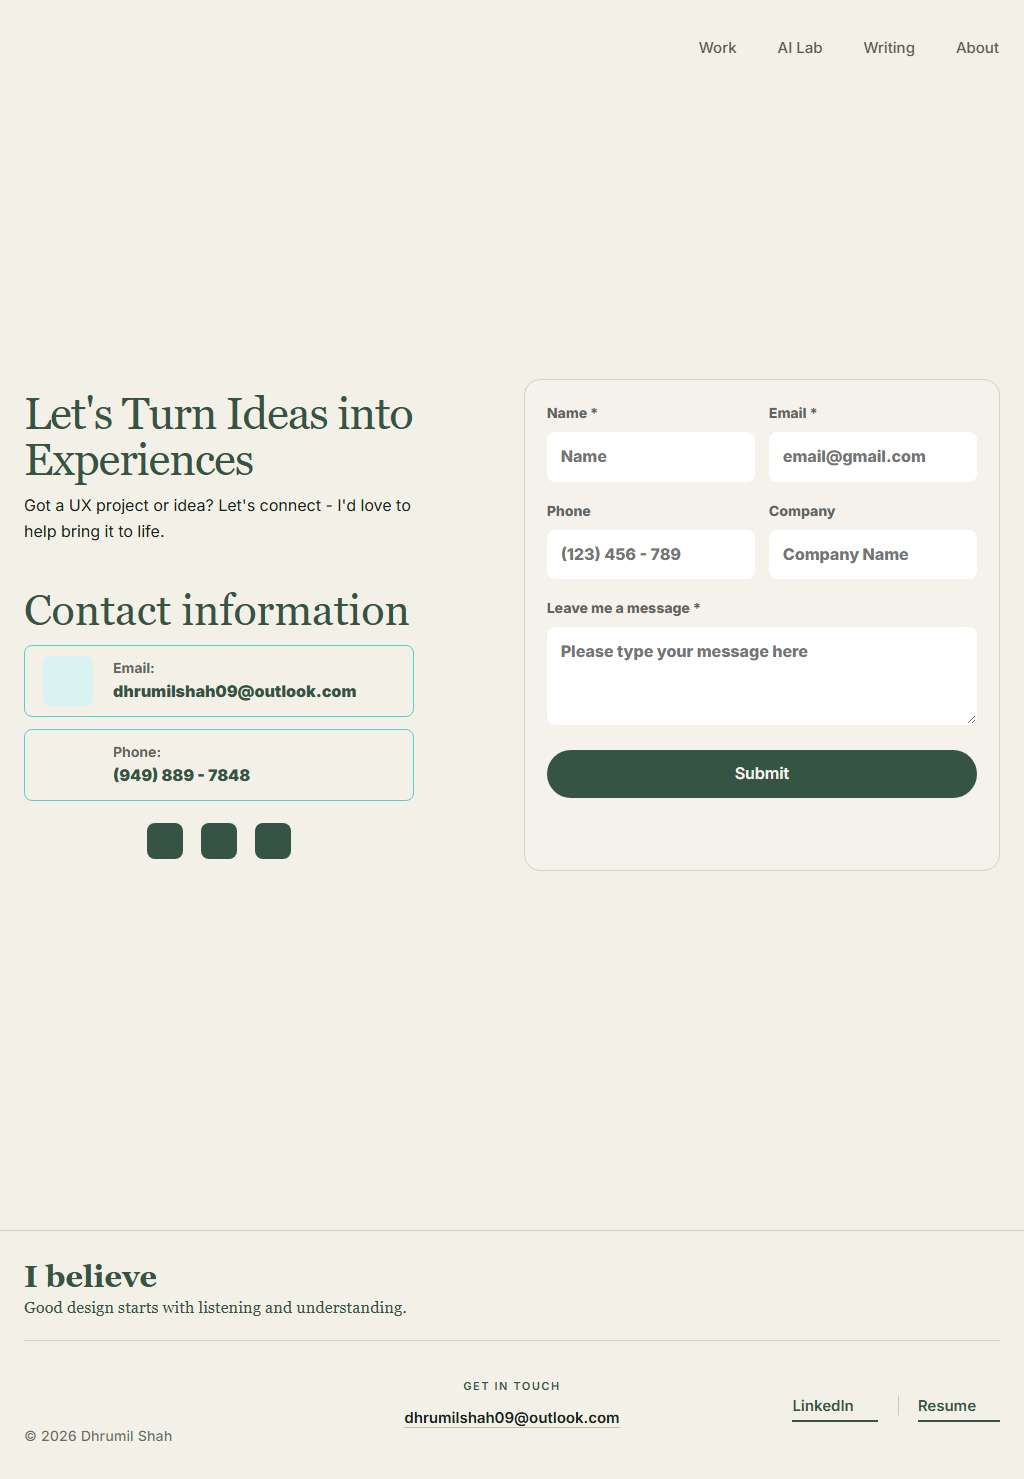 Work
AI Lab
Writing
About
Let's Turn Ideas into
Experiences
Got a UX project or idea? Let's connect - I'd love to
help bring it to life.
Contact information
Email:
dhrumilshah09@outlook.com
Phone:
(949) 889 - 7848
Name *
Name
Email *
email@gmail.com
Phone
(123) 456 - 789
Company
Company Name
Leave me a message *
Please type your message here
Submit
I believe
Good design starts with listening and understanding.
© 2026 Dhrumil Shah
GET IN TOUCH
dhrumilshah09@outlook.com
LinkedIn
Resume